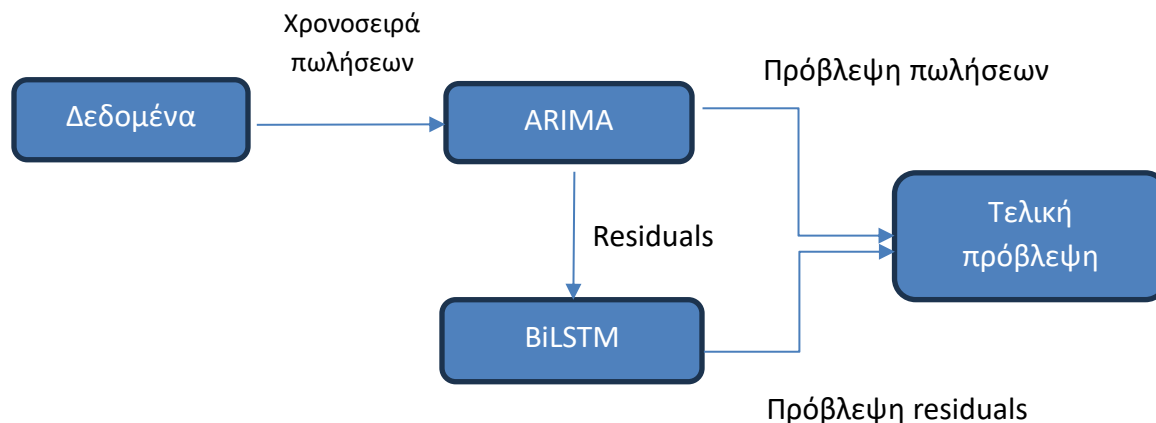 Χρονοσειρά
πωλήσεων
Πρόβλεψη πωλήσεων
Δεδομένα
ARIMA
Residuals
Τελική
πρόβλεψη
BiLSTM
Πρόβλεψη residuals